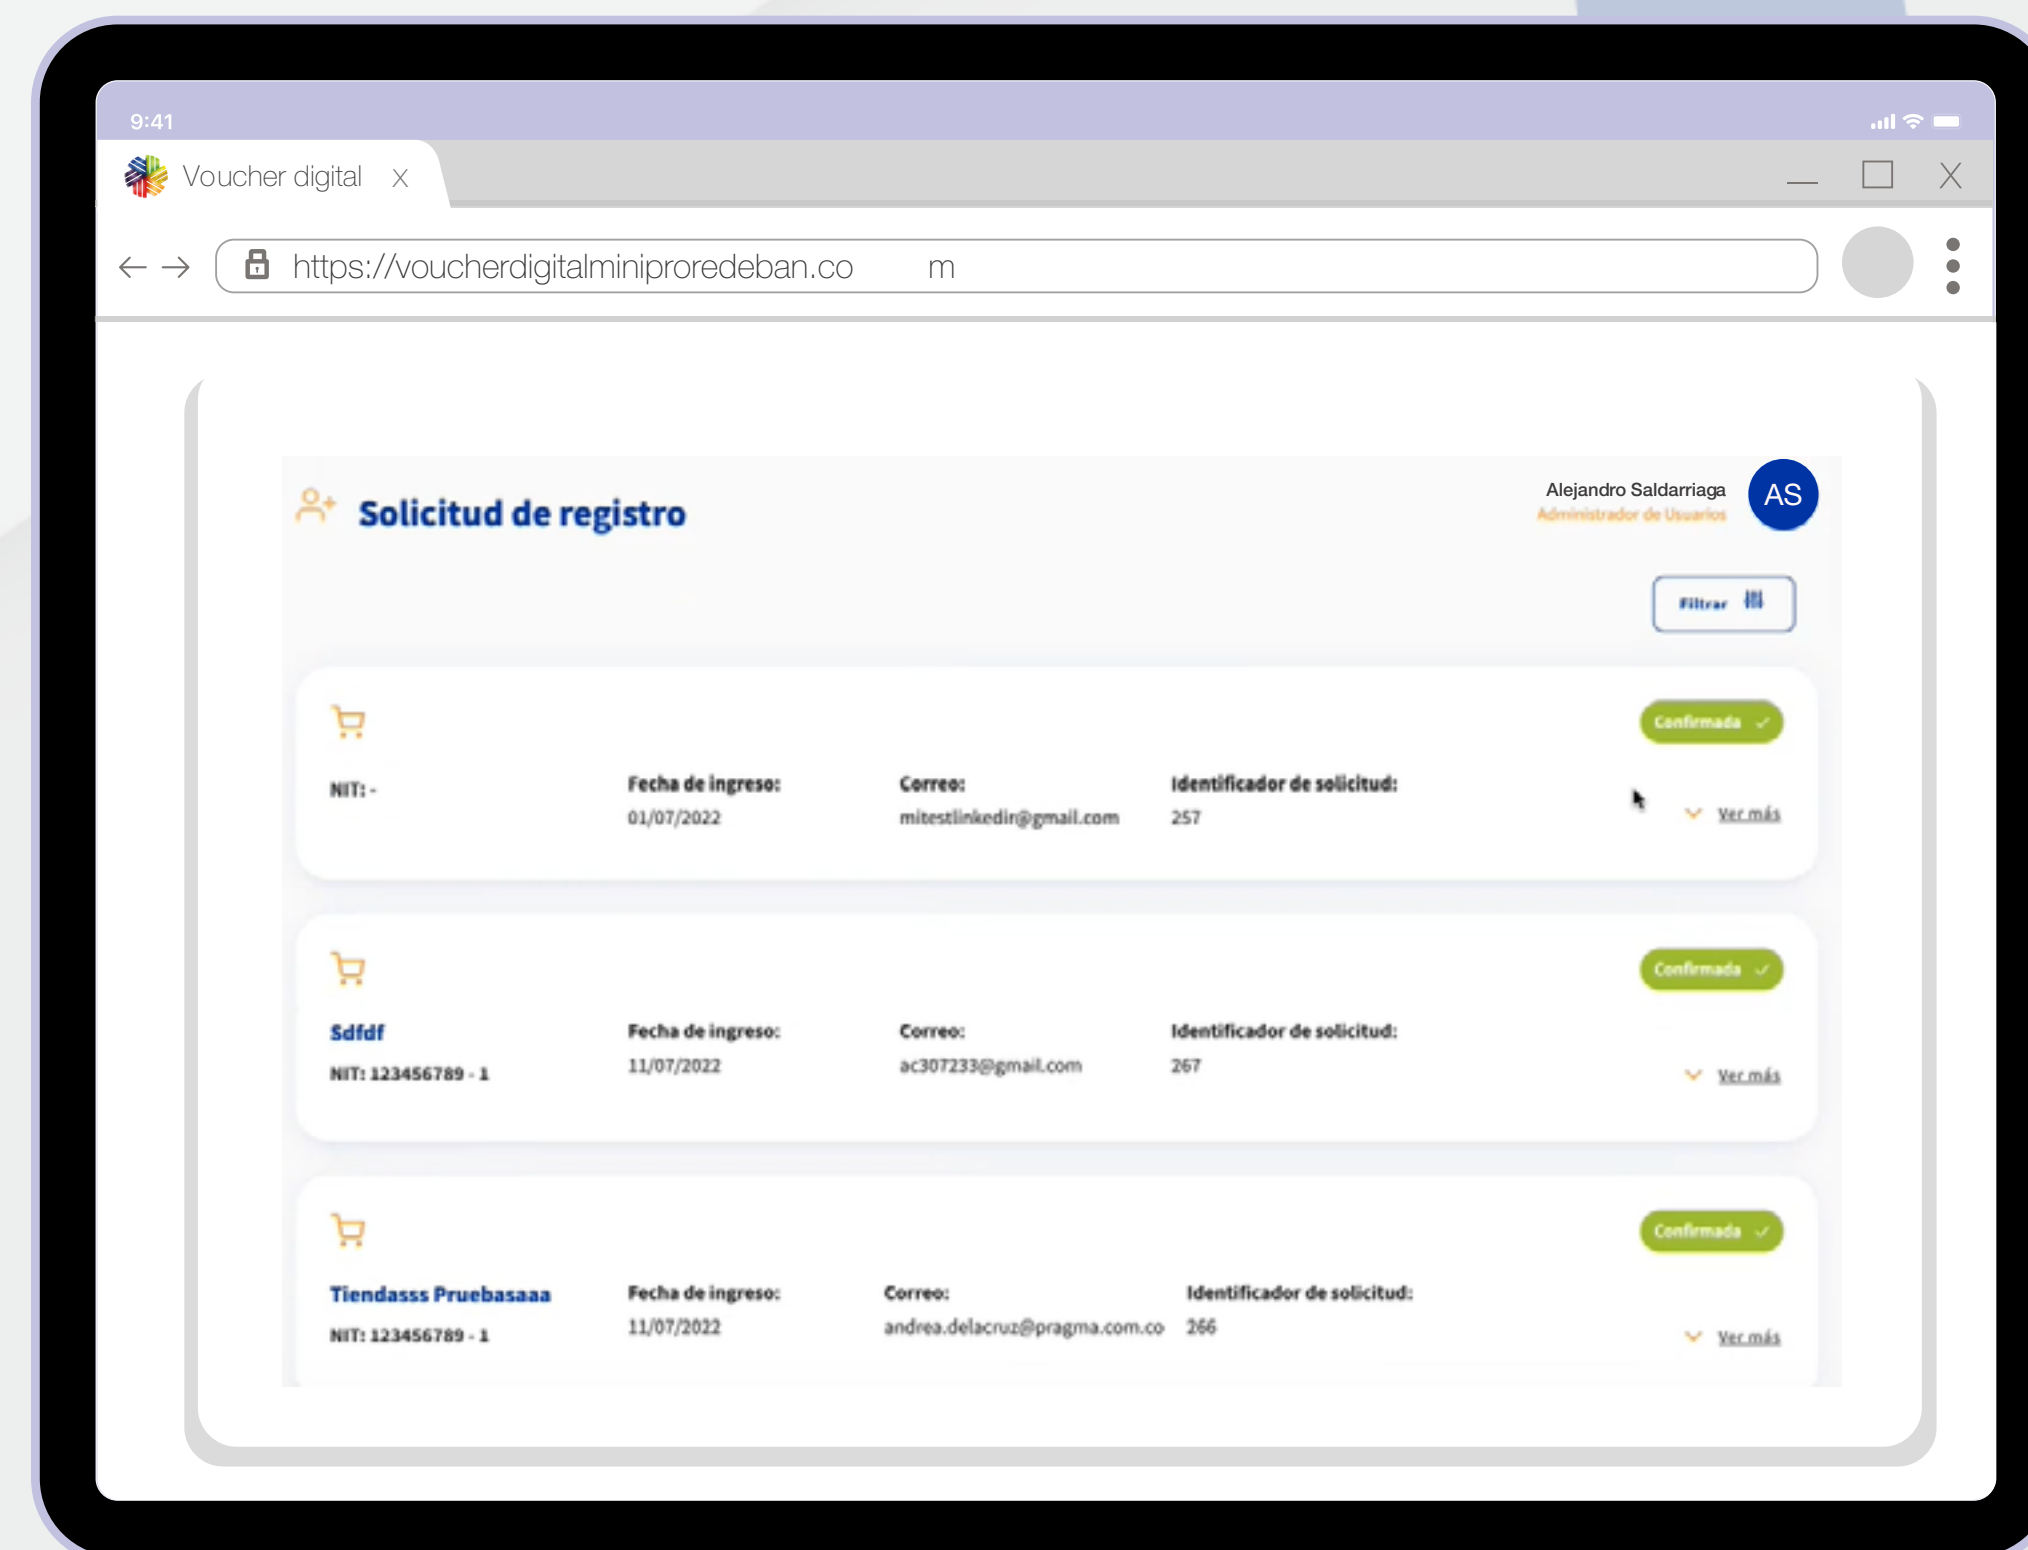 9:41
Voucher digital X
https://voucherdigitalminiproredeban.co m
Solicitud de registro
Alejandro Saldarriaga
Administrador de Usuarios
AS
Filtrar
Confirmada
NIT: -
Fecha de ingreso: Correo: Identificador de solicitud:
01/07/2022 mitestlinkedir@gmail.com 257
Ver más
Confirmada
Sdfdf Fecha de ingreso: Correo: Identificador de solicitud:
NIT: 123456789 - 1 11/07/2022 ac307233@gmail.com 267
Ver más
Confirmada
Tiendasss Pruebasaaa Fecha de ingreso: Correo: Identificador de solicitud:
NIT: 123456789 - 1 11/07/2022 andrea.delacruz@pragma.com.co 266
Ver más